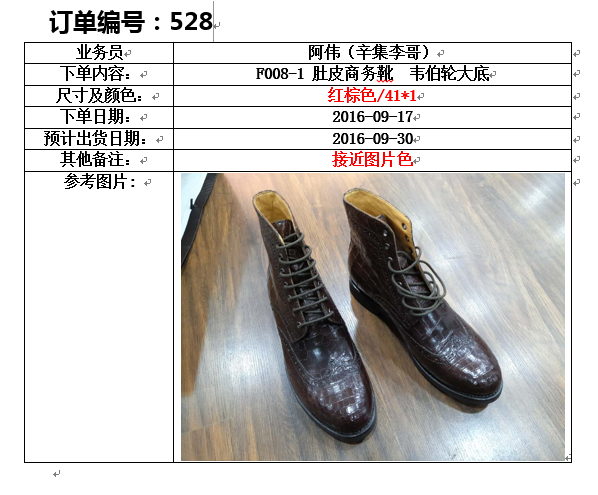 订单编号：528
业务员 阿伟（辛集李哥）
下单内容： F008-1 肚皮商务靴 韦伯轮大底
尺寸及颜色： 红棕色/41*1
下单日期： 2016-09-17
预计出货日期： 2016-09-30
其他备注： 接近图片色
参考图片：